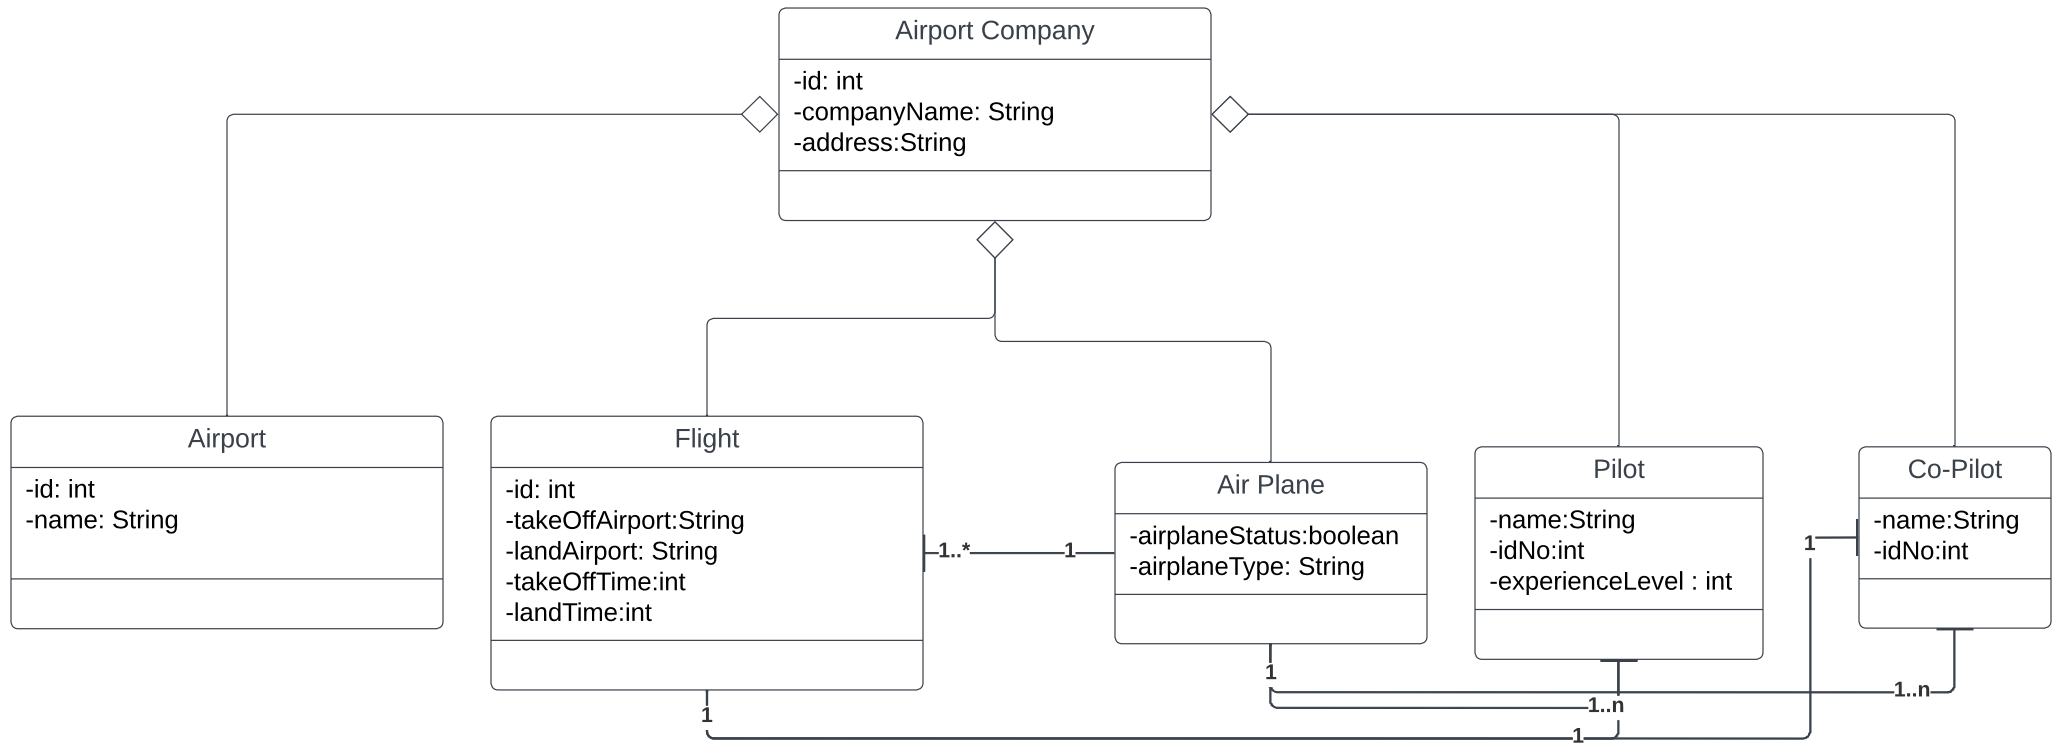 Airport Company
-id: int
-companyName: String
-address:String
Airport
-id: int
-name: String
Flight
-id: int
-takeOffAirport:String
-landAirport: String
-takeOffTime:int
-landTime:int
1..*
1
Air Plane
-airplaneStatus:boolean
-airplaneType: String
Pilot
-name:String
-idNo:int
-experienceLevel : int
1
Co-Pilot
-name:String
-idNo:int
1
1..n
1..n
1
1